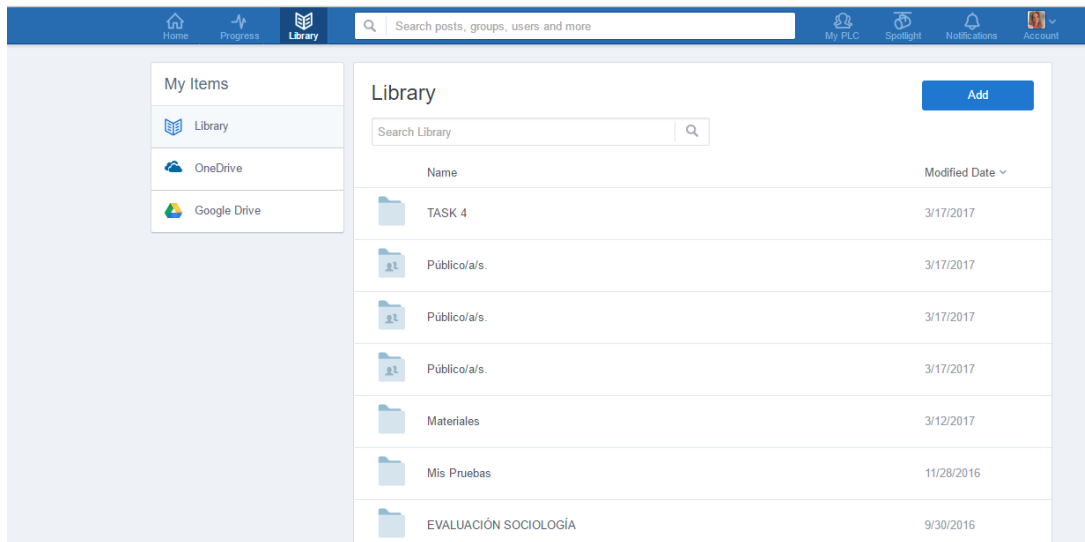 Home
Progress
Library
Search posts, groups, users and more
My PLC
Spotlight
Notifications
Account
My Items
Library
OneDrive
Google Drive
Library
Add
Search Library
Name Modified Date
TASK 4 3/17/2017
Público/a/s. 3/17/2017
Público/a/s. 3/17/2017
Público/a/s. 3/17/2017
Materiales 3/12/2017
Mis Pruebas 11/28/2016
EVALUACIÓN SOCIOLOGÍA 9/30/2016